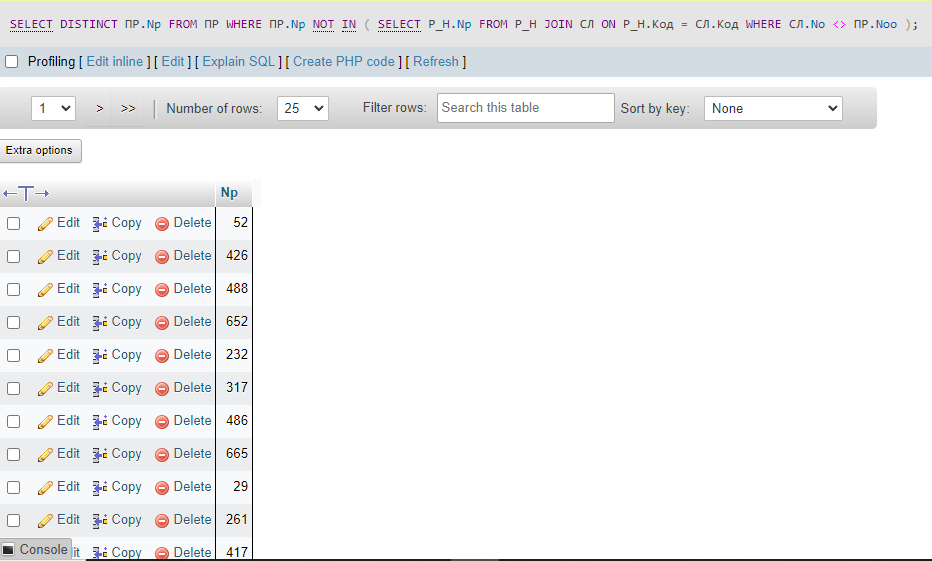 SELECT DISTINCT ПР.Np FROM ПР WHERE ПР.Np NOT IN ( SELECT P_H.Np FROM P_H JOIN СЛ ON P_H.Код = СЛ.Код WHERE СЛ.No <> ПР.Noo );
Profiling [ Edit inline ] [ Edit ] [ Explain SQL ] [ Create PHP code ] [ Refresh ]
1 > >> Number of rows: 25 Filter rows: Search this table Sort by key: None
Extra options
←T→ Np
Edit Copy Delete 52
Edit Copy Delete 426
Edit Copy Delete 488
Edit Copy Delete 652
Edit Copy Delete 232
Edit Copy Delete 317
Edit Copy Delete 486
Edit Copy Delete 665
Edit Copy Delete 29
Edit Copy Delete 261
Console it Copy Delete 417